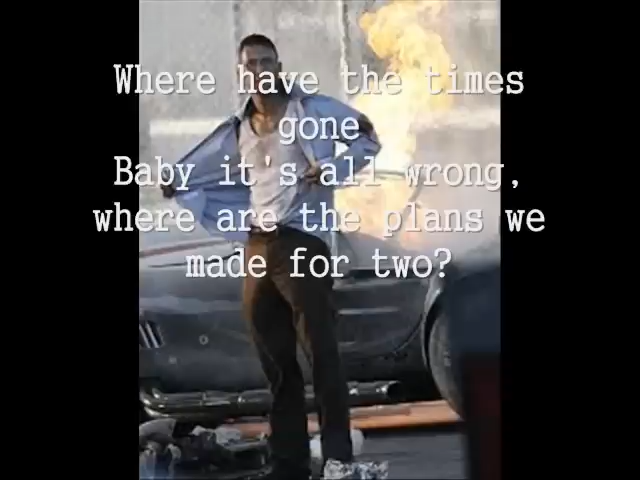 Where have the times
gone
Baby it's all wrong,
where are the plans we
made for two?